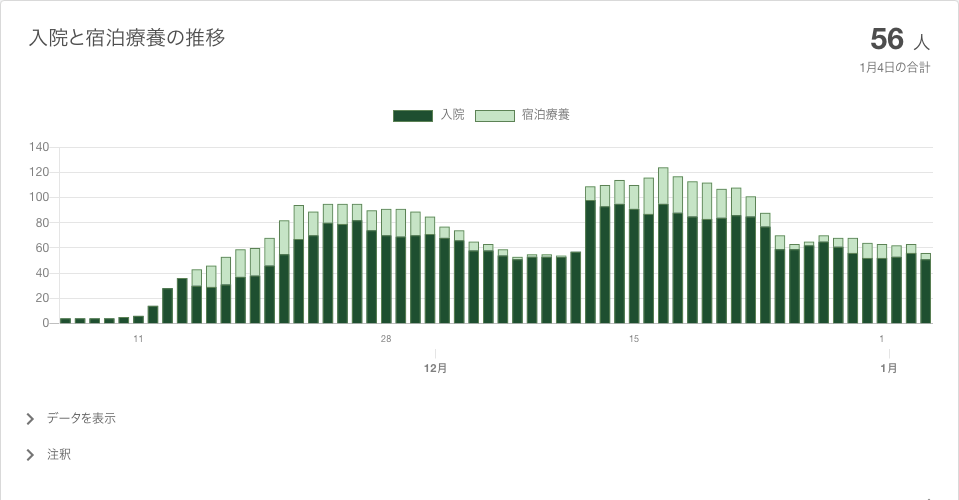 入院と宿泊療養の推移
56 人
1月4日の合計
入院 宿泊療養
140
120
100
80
60
40
20
0
11 28 15 1
12月 1月
データを表示
注釈